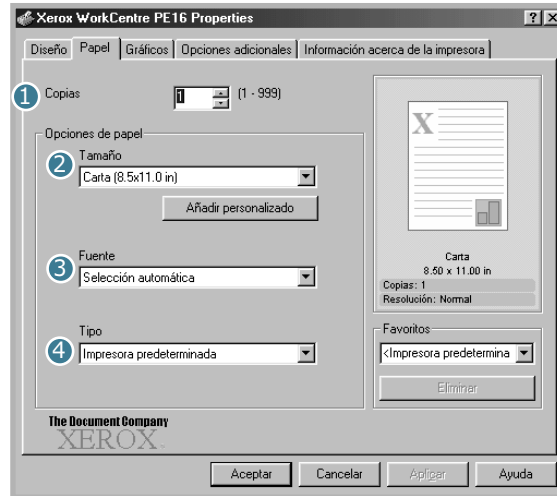 Xerox WorkCentre PE16 Properties
Diseño Papel Gráficos Opciones adicionales Información acerca de la impresora
1 Copias 1 (1 - 999)
Opciones de papel
2 Tamaño
Carta (8.5x11.0 in)
Añadir personalizado
3 Fuente
Selección automática
4 Tipo
Impresora predeterminada
X
Carta
8.50 x 11.00 in
Copias: 1
Resolución: Normal
Favoritos
<Impresora predetermina
Eliminar
The Document Company
XEROX
Aceptar Cancelar Aplicar Ayuda